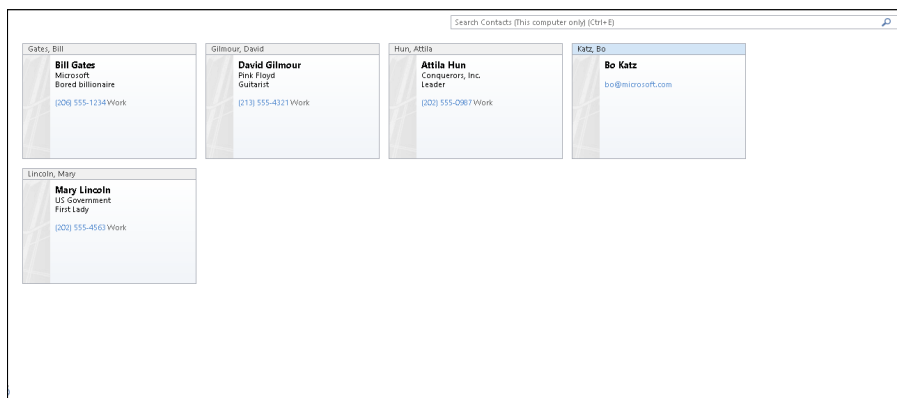 Search Contacts (This computer only) (Ctrl+E)
Gates, Bill
Bill Gates
Microsoft
Bored billionaire
(206) 555-1234 Work
Gilmour, David
David Gilmour
Pink Floyd
Guitarist
(213) 555-4321 Work
Hun, Attila
Attila Hun
Conquerors, Inc.
Leader
(202) 555-0987 Work
Katz, Bo
Bo Katz
bo@microsoft.com
Lincoln, Mary
Mary Lincoln
US Government
First Lady
(202) 555-4563 Work